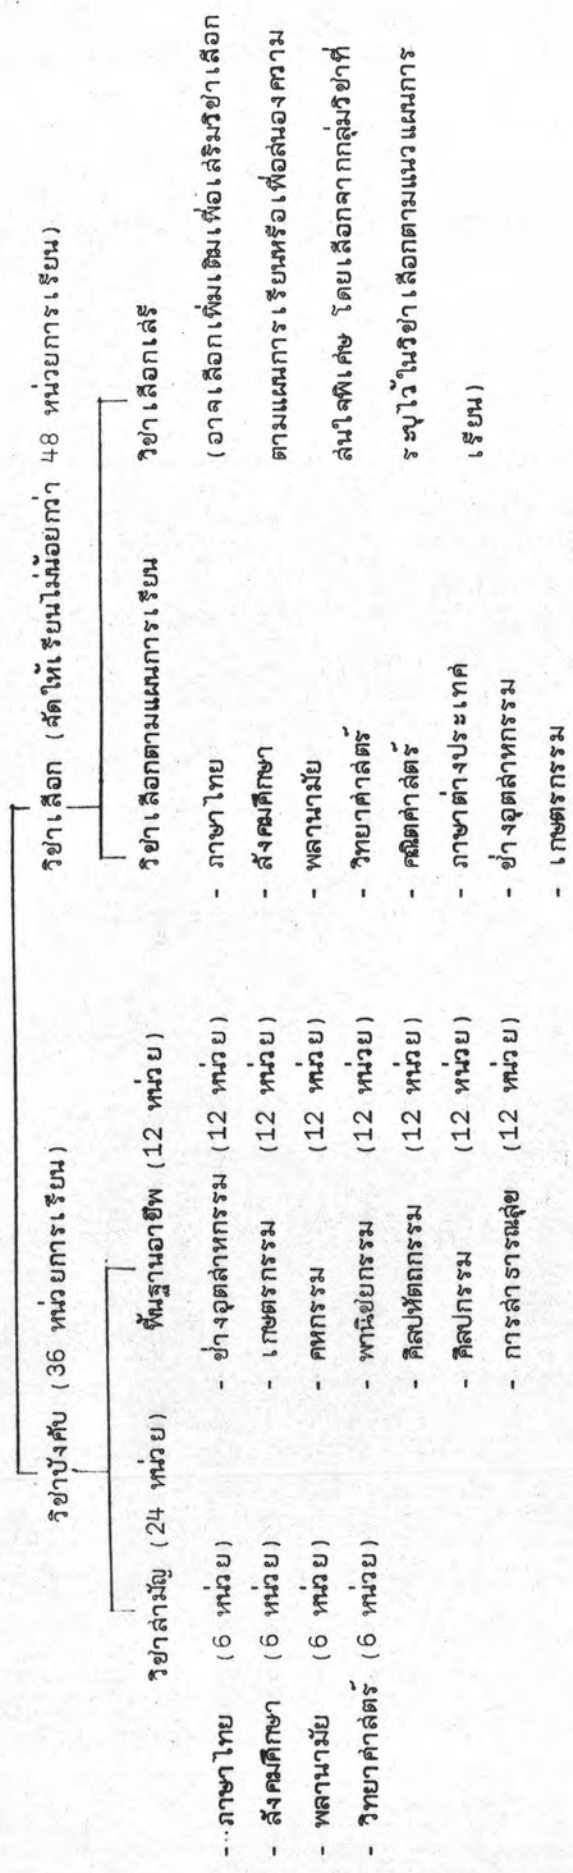 วิชาบังคับ (36 หน่วยการเรียน)
วิชาสามัญ (24 หน่วย)
- ภาษาไทย (6 หน่วย)
- สังคมศึกษา (6 หน่วย)
- พลานามัย (6 หน่วย)
- วิทยาศาสตร์ (6 หน่วย)
พื้นฐานอาชีพ (12 หน่วย)
- ช่างอุตสาหกรรม (12 หน่วย)
- เกษตรกรรม (12 หน่วย)
- คหกรรม (12 หน่วย)
- พาณิชยกรรม (12 หน่วย)
- ศิลปหัตถกรรม (12 หน่วย)
- ศิลปกรรม (12 หน่วย)
- การสาธารณสุข (12 หน่วย)
วิชาเลือก (จัดให้เรียนไม่น้อยกว่า 48 หน่วยการเรียน)
วิชาเลือกตามแผนการเรียน
- ภาษาไทย
- สังคมศึกษา
- พลานามัย
- วิทยาศาสตร์
- คณิตศาสตร์
- ภาษาต่างประเทศ
- ช่างอุตสาหกรรม
- เกษตรกรรม
วิชาเลือกเสรี
(อาจเลือกเพิ่มเติมเพื่อเสริมวิชาเลือก
ตามแผนการเรียนหรือเพื่อสนองความ
สนใจพิเศษ โดยเลือกจากกลุ่มวิชาที่
ระบุไว้ในวิชาเลือกตามแนวแผนการ
เรียน)